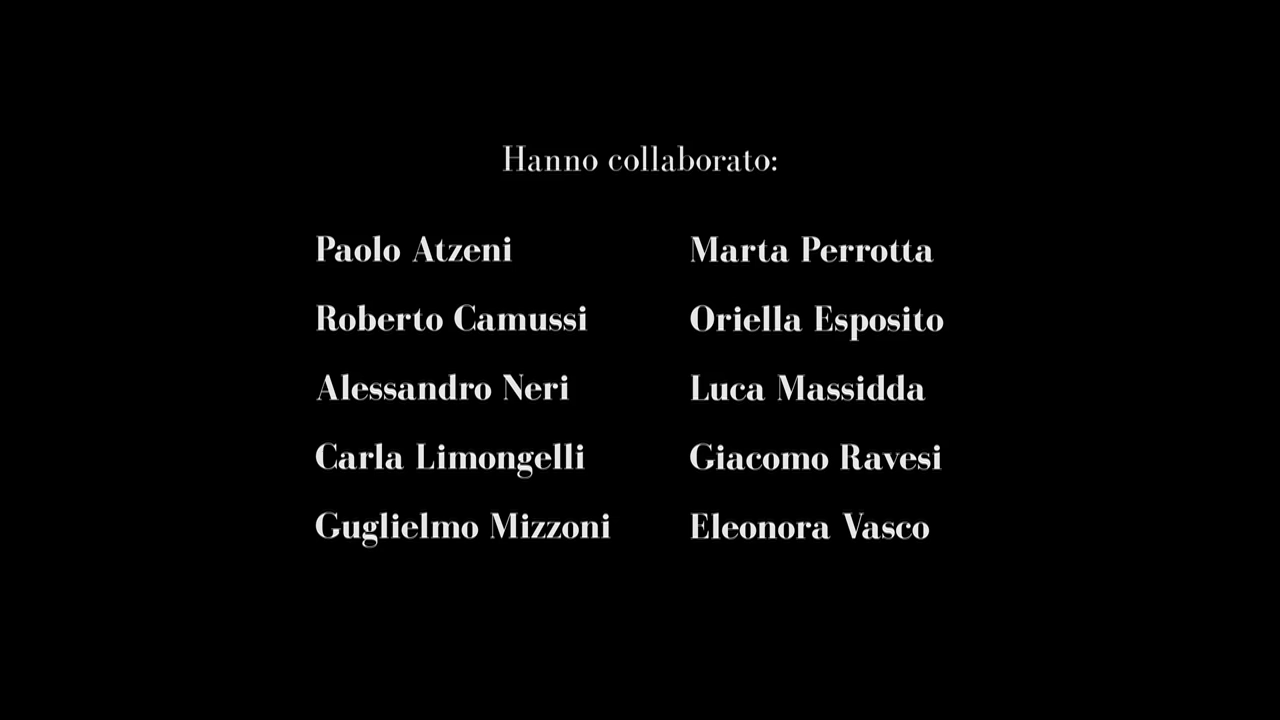 Hanno collaborato:
Paolo Atzeni
Roberto Camussi
Alessandro Neri
Carla Limongelli
Guglielmo Mizzoni
Marta Perrotta
Oriella Esposito
Luca Massidda
Giacomo Ravesi
Eleonora Vasco